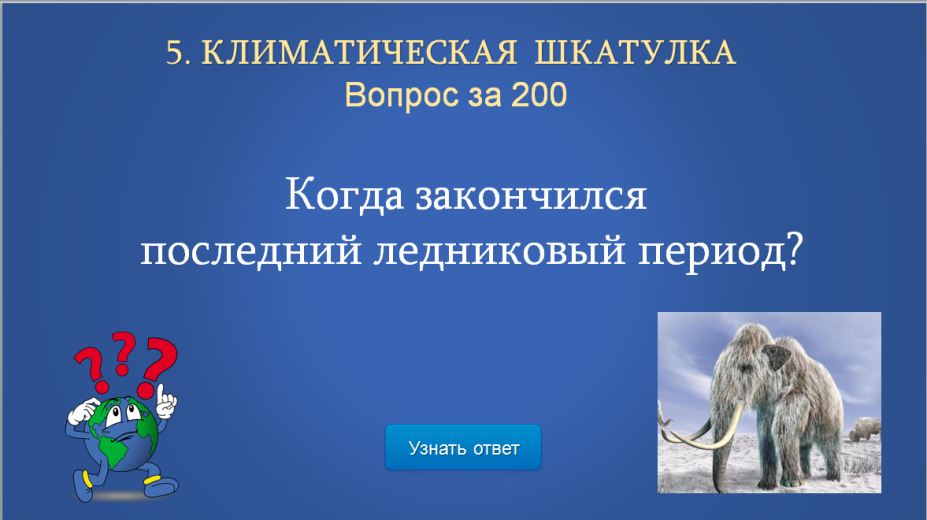 5. КЛИМАТИЧЕСКАЯ ШКАТУЛКА
Вопрос за 200
Когда закончился
последний ледниковый период?
???
Узнать ответ